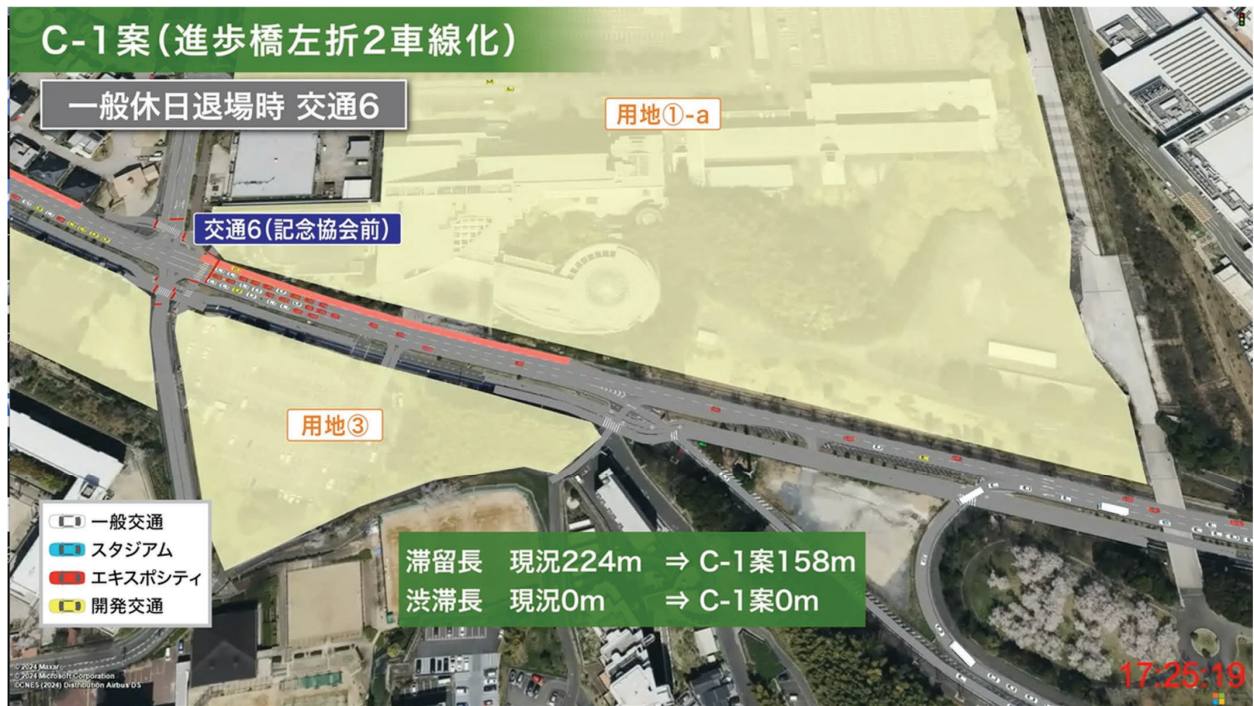 C-1案(進歩橋左折2車線化)
一般休日退場時 交通6
用地①-a
交通6(記念協会前)
用地③
一般交通
スタジアム
エキスポシティ
開発交通
滞留長 現況224m ⇒ C-1案158m
渋滞長 現況0m ⇒ C-1案0m
© 2024 Maxar
© 2024 Microsoft Corporation
©CNES (2024) Distribution Airbus DS
17:25:19